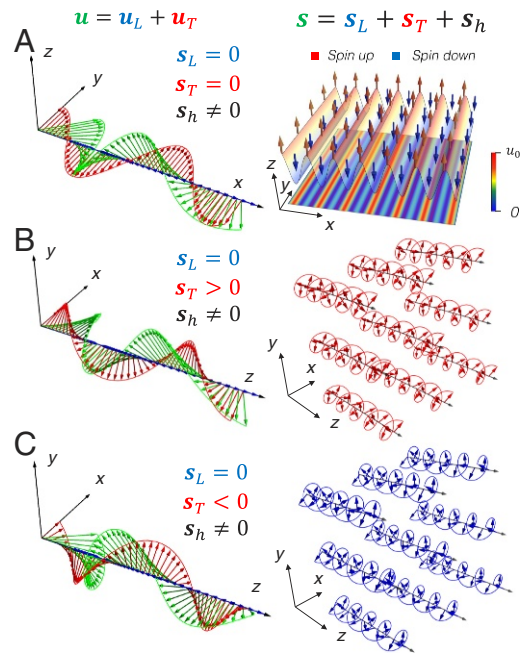 u = u_L + u_T
s = s_L + s_T + s_h
A
z
y
x
s_L = 0
s_T = 0
s_h ≠ 0
Spin up
Spin down
z
y
x
u_0
0
B
y
x
z
s_L = 0
s_T > 0
s_h ≠ 0
y
x
z
C
y
x
z
s_L = 0
s_T < 0
s_h ≠ 0
y
x
z